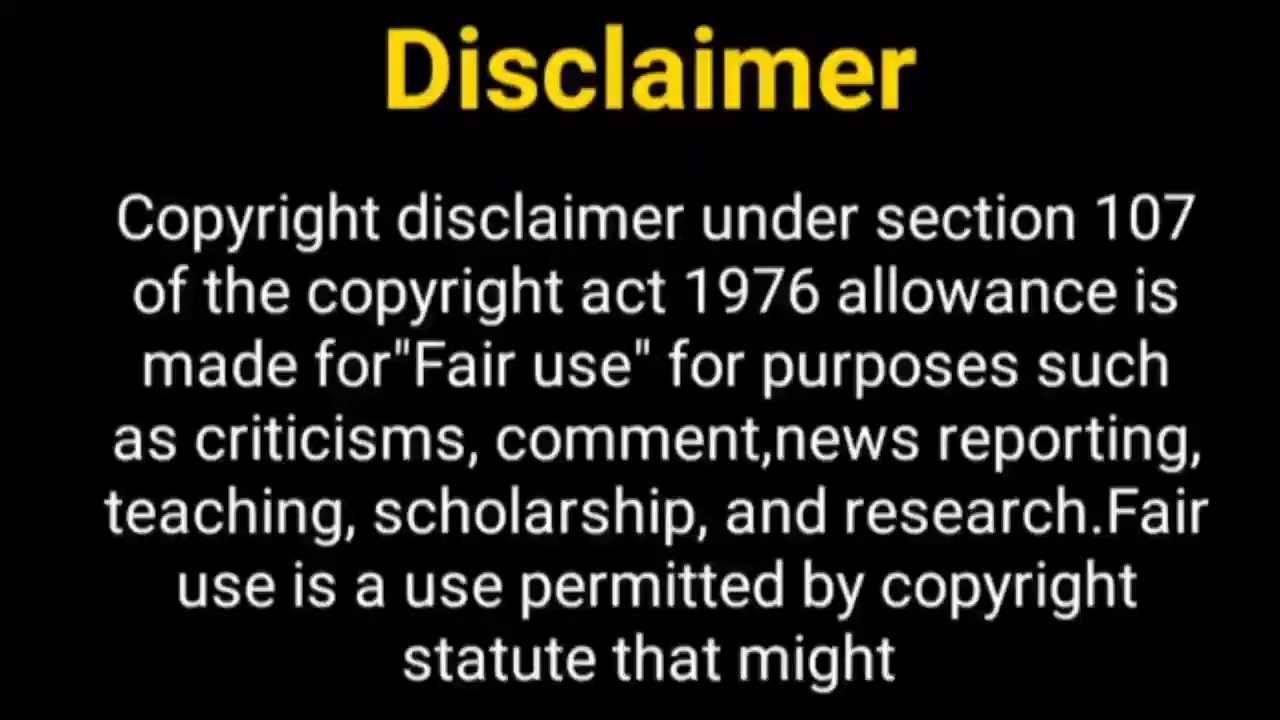 Disclaimer
Copyright disclaimer under section 107
of the copyright act 1976 allowance is
made for"Fair use" for purposes such
as criticisms, comment,news reporting,
teaching, scholarship, and research.Fair
use is a use permitted by copyright
statute that might